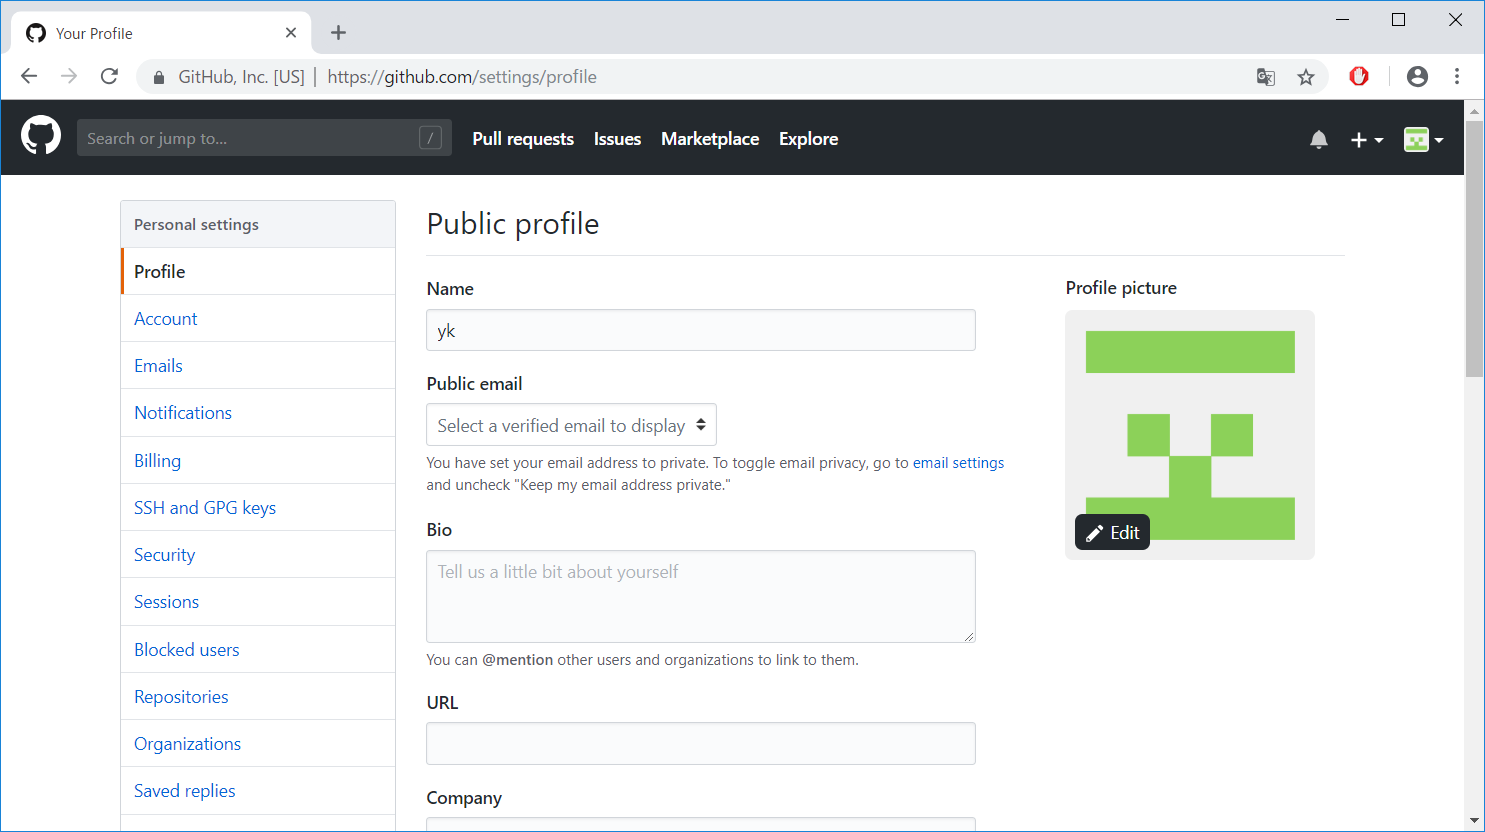 Your Profile
GitHub, Inc. [US] | https://github.com/settings/profile
Search or jump to... /
Pull requests Issues Marketplace Explore
Personal settings
Profile
Account
Emails
Notifications
Billing
SSH and GPG keys
Security
Sessions
Blocked users
Repositories
Organizations
Saved replies
Public profile
Name
yk
Public email
Select a verified email to display
You have set your email address to private. To toggle email privacy, go to email settings
and uncheck "Keep my email address private."
Bio
Tell us a little bit about yourself
You can @mention other users and organizations to link to them.
URL
Company
Profile picture
Edit